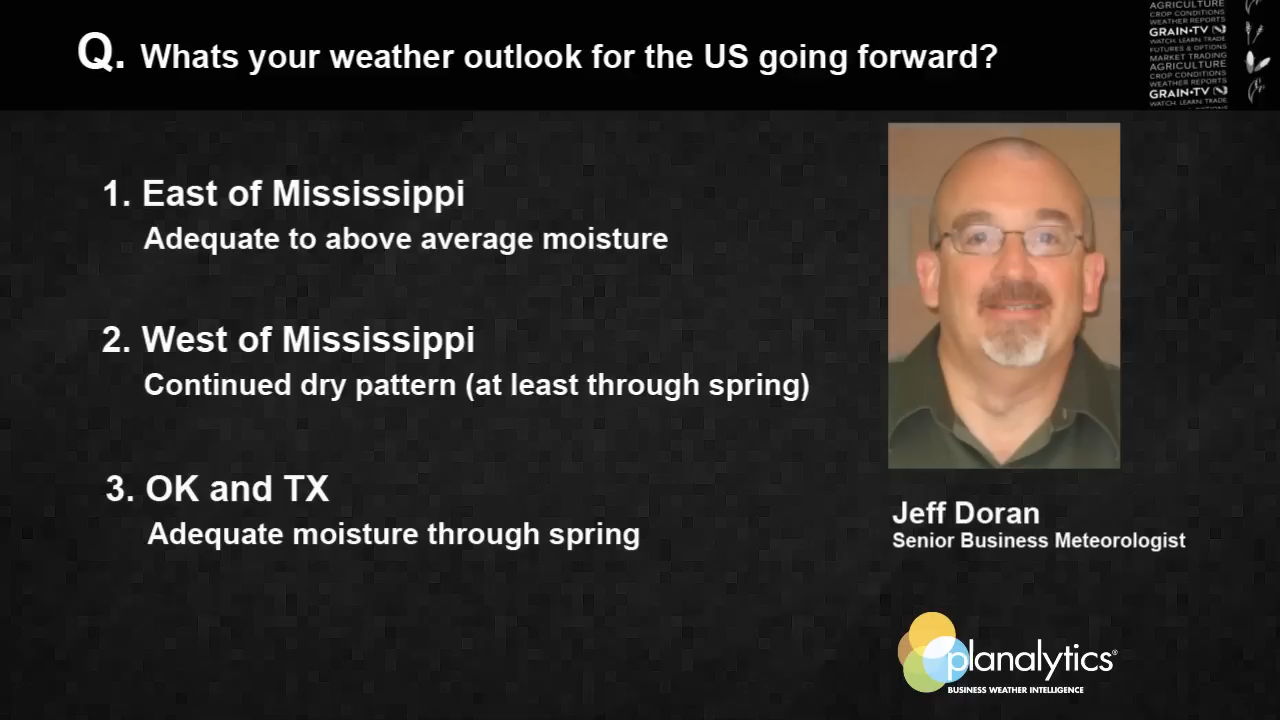 Q. Whats your weather outlook for the US going forward?
AGRICULTURE
CROP CONDITIONS
WEATHER REPORTS
GRAIN TV
WATCH. LEARN. TRADE
FUTURES & OPTIONS
MARKET TRADING
AGRICULTURE
CROP CONDITIONS
WEATHER REPORTS
GRAIN TV
WATCH. LEARN. TRADE
1. East of Mississippi
Adequate to above average moisture
2. West of Mississippi
Continued dry pattern (at least through spring)
3. OK and TX
Adequate moisture through spring
Jeff Doran
Senior Business Meteorologist
planalytics®
BUSINESS WEATHER INTELLIGENCE